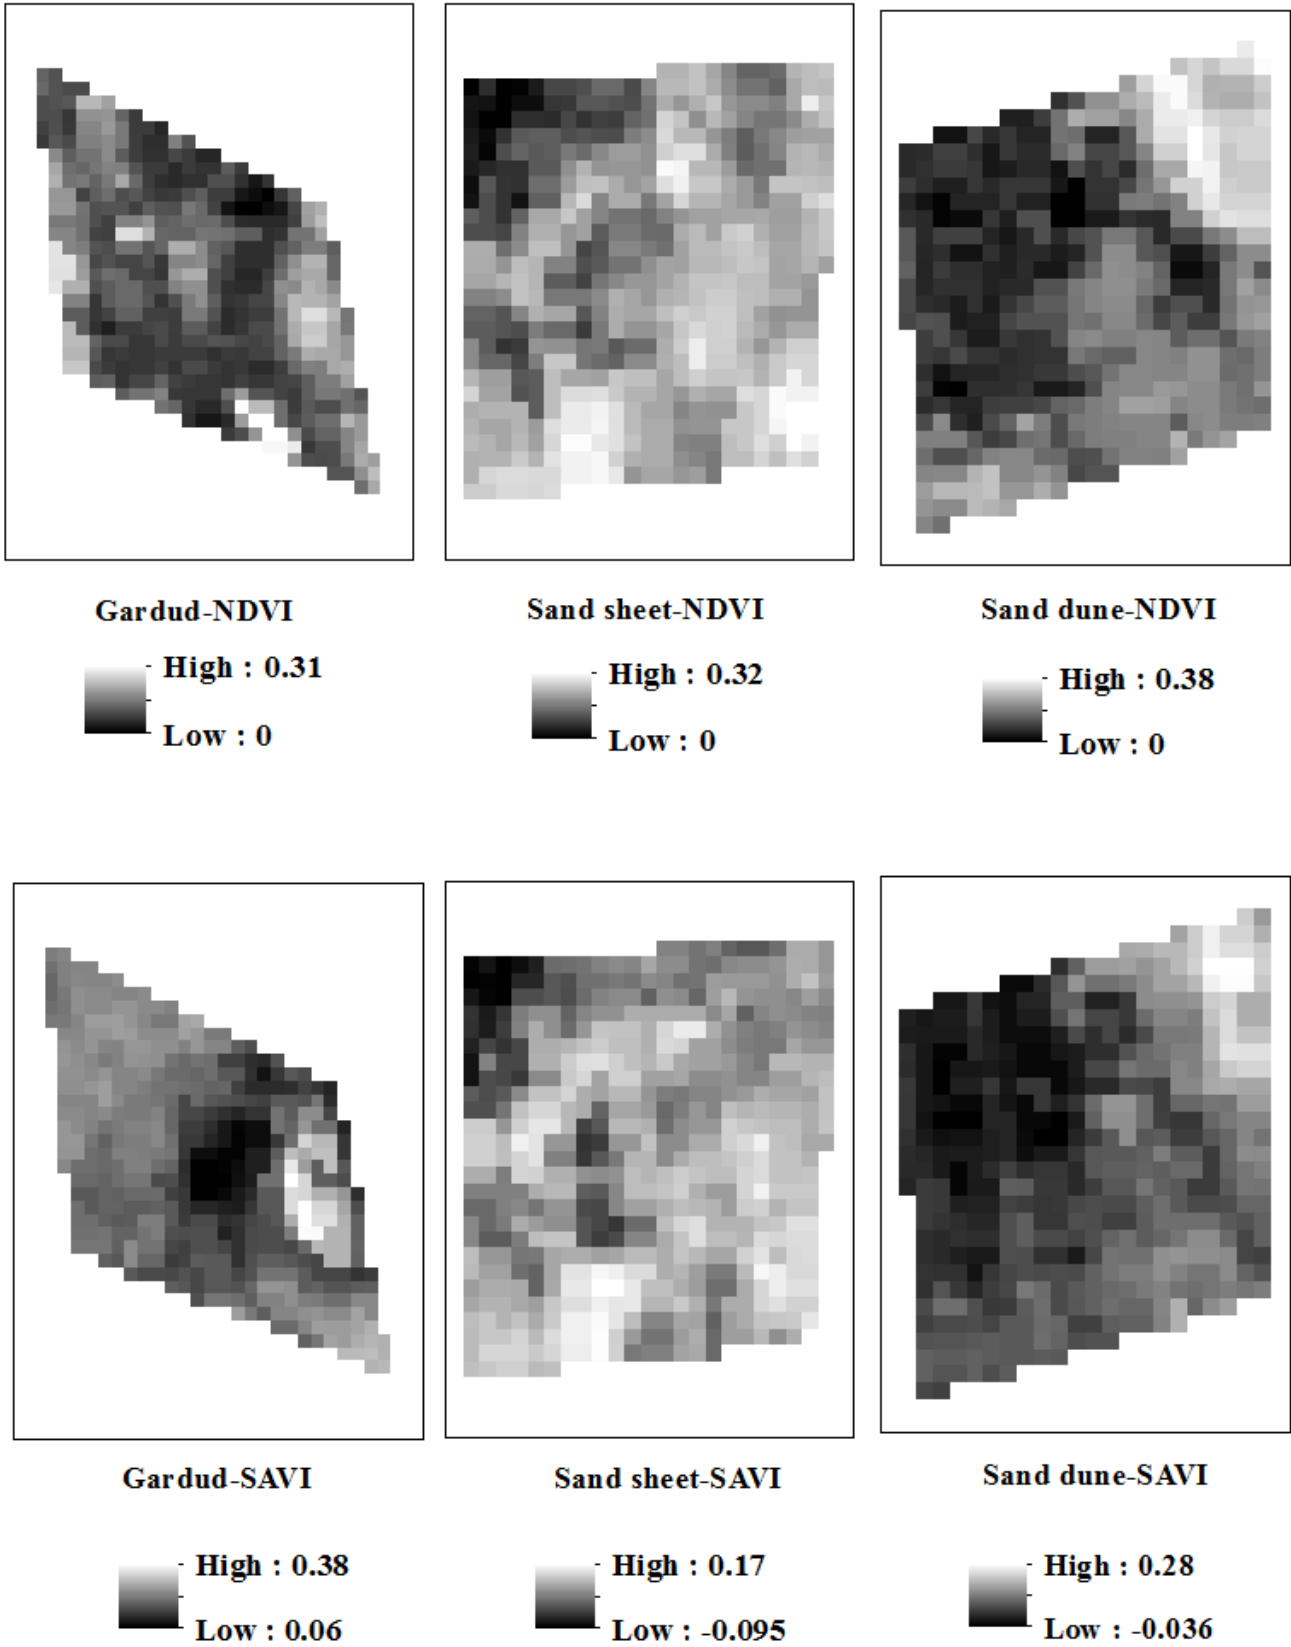 Gardud-NDVI
High : 0.31
Low : 0
Sand sheet-NDVI
High : 0.32
Low : 0
Sand dune-NDVI
High : 0.38
Low : 0
Gardud-SAVI
High : 0.38
Low : 0.06
Sand sheet-SAVI
High : 0.17
Low : -0.095
Sand dune-SAVI
High : 0.28
Low : -0.036